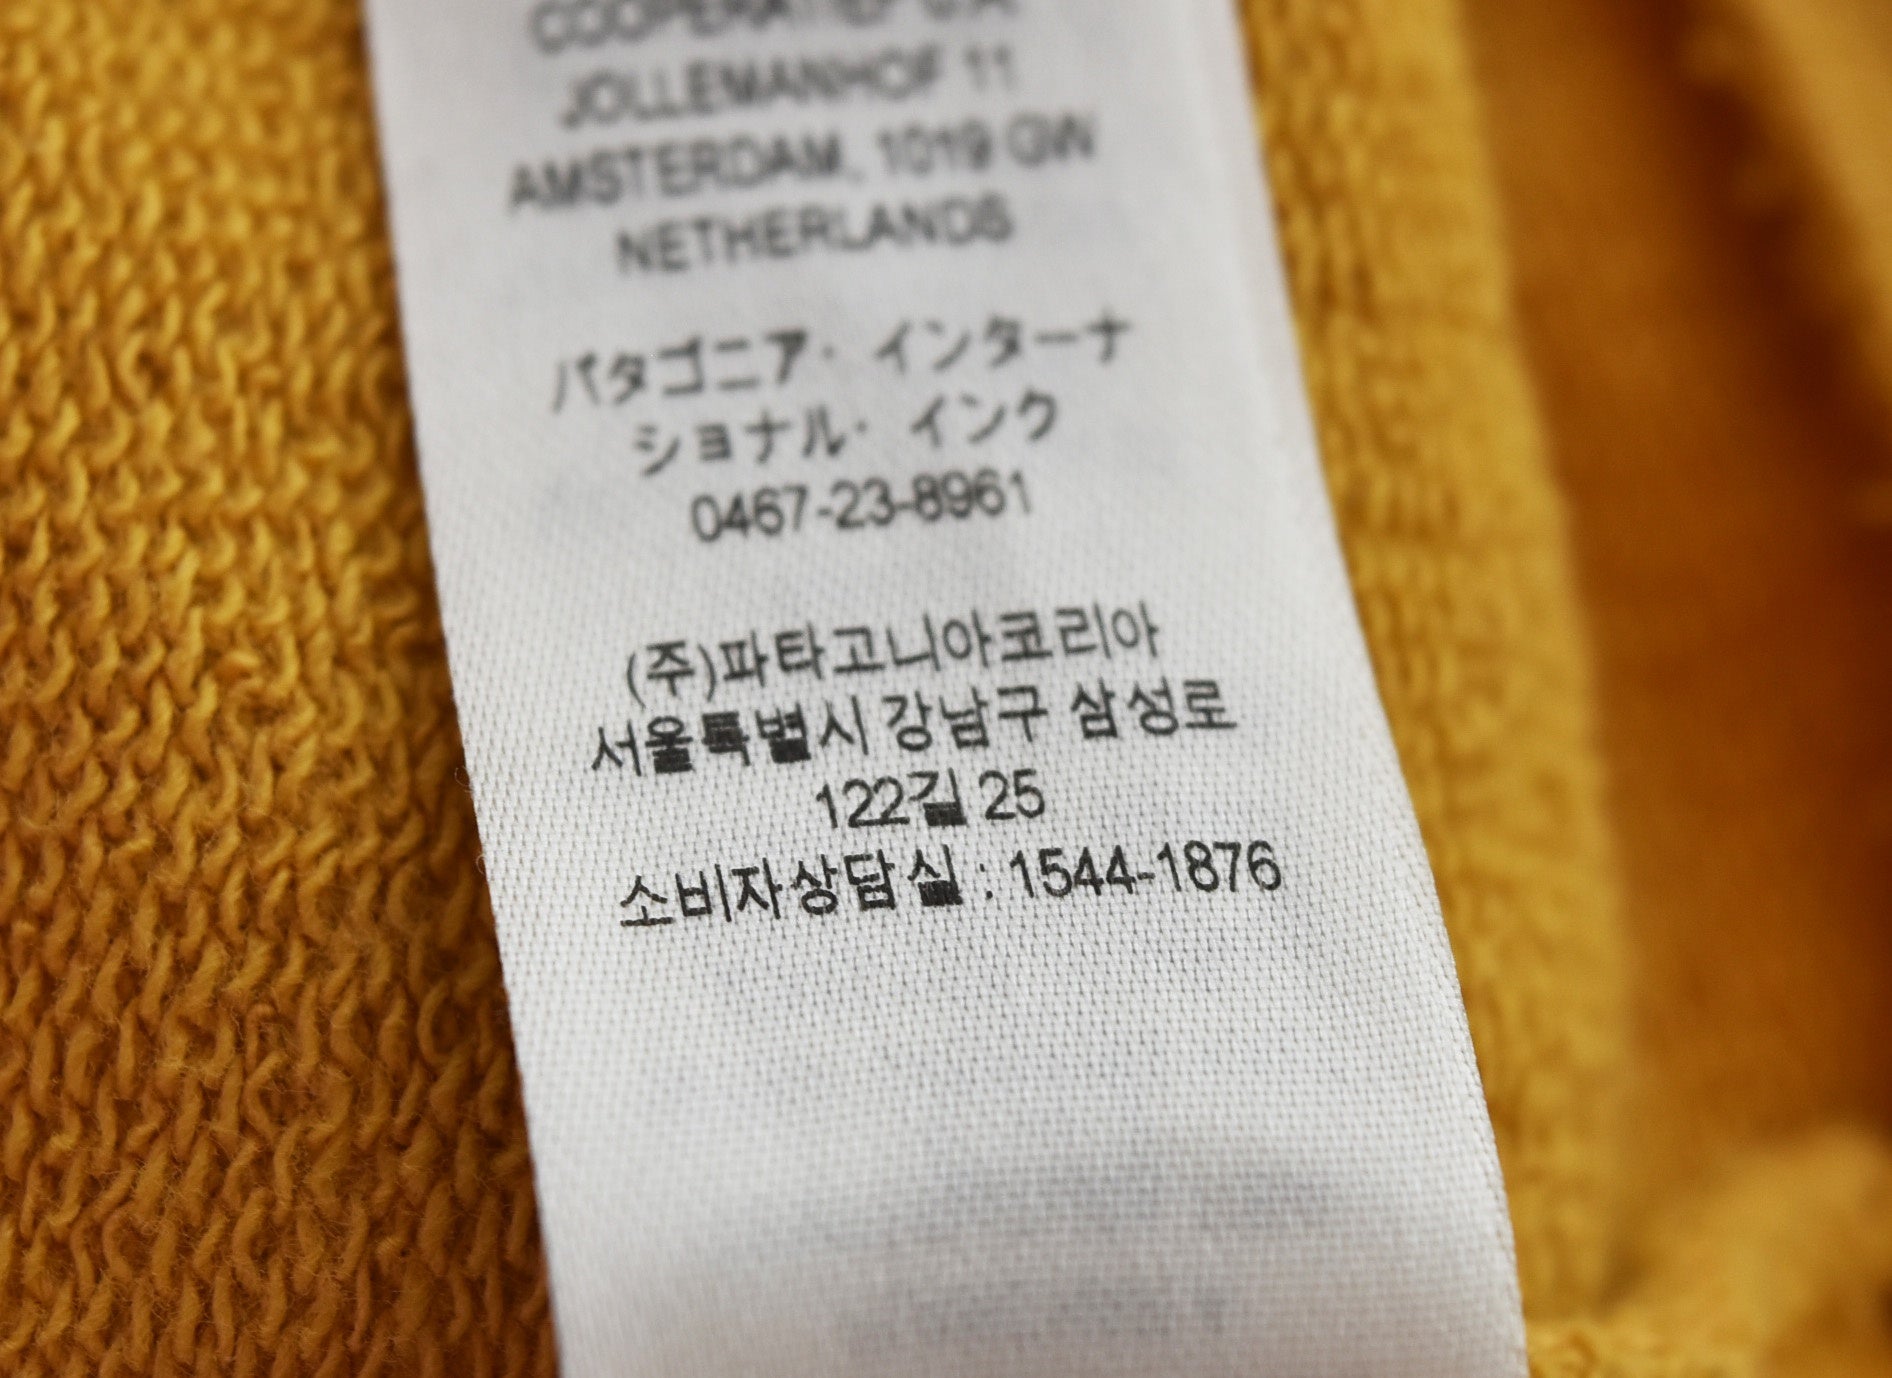 COOPERATIEF U.A.
JOLLEMANHOF 11
AMSTERDAM, 1019 GW
NETHERLANDS
パタゴニア・インターナ
ショナル・インク
0467-23-8961
(주)파타고니아코리아
서울특별시 강남구 삼성로
122길 25
소비자상담실 : 1544-1876